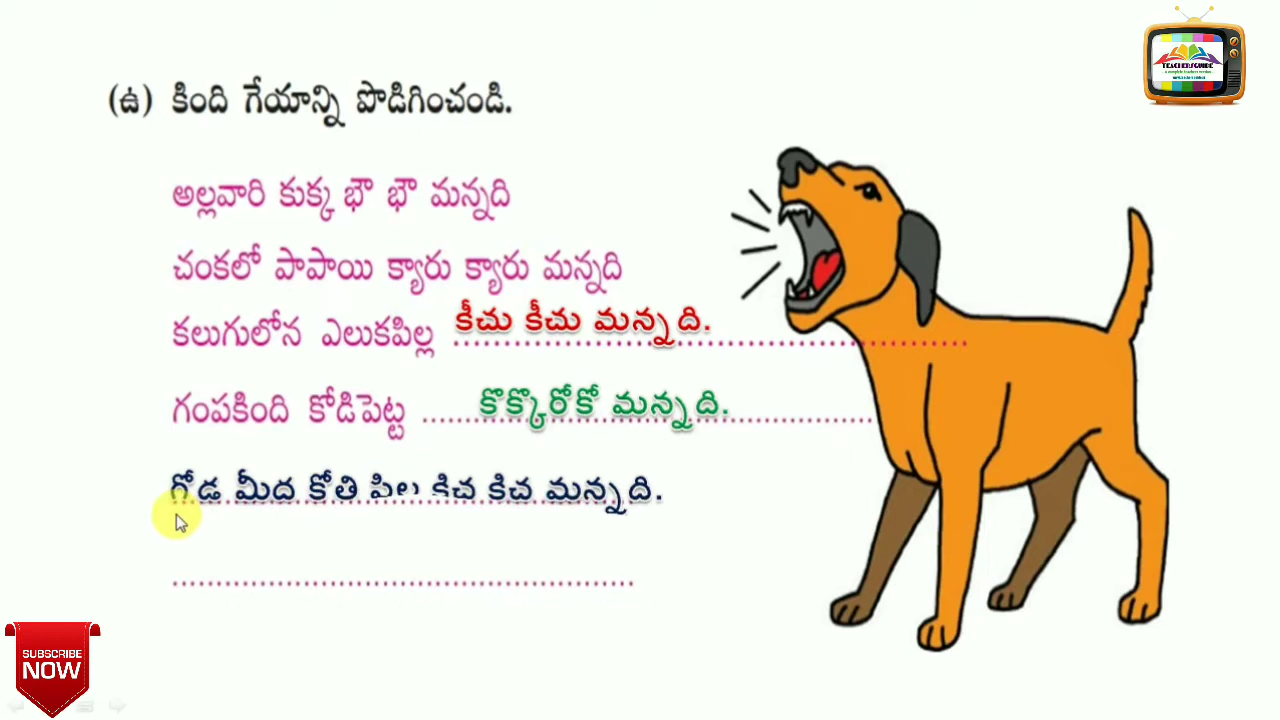 (ఉ) కింది గేయాన్ని పొడిగించండి.
అల్లవారి కుక్క భౌ భౌ మన్నది
చంకలో పాపాయి క్యారు క్యారు మన్నది
కలుగులోన ఎలుకపిల్ల కీచు కీచు మన్నది.
గంపకింది కోడిపెట్ట కొక్కొరోకో మన్నది.
గోడ మీద కోతి పిల్ల కిచ కిచ మన్నది.
TEACHERSGUIDE
SUBSCRIBE
NOW